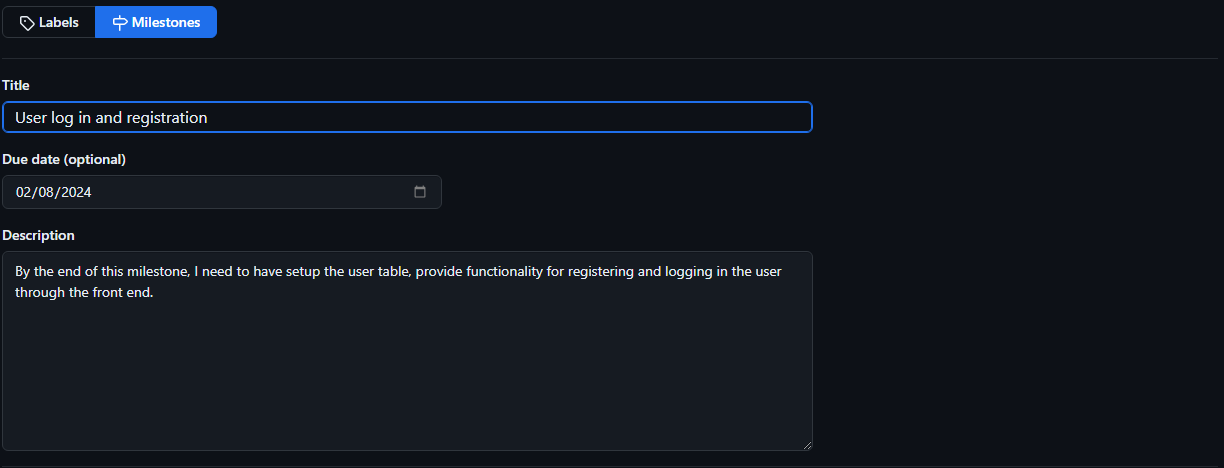 Labels Milestones
Title
User log in and registration
Due date (optional)
02/08/2024
Description
By the end of this milestone, I need to have setup the user table, provide functionality for registering and logging in the user
through the front end.